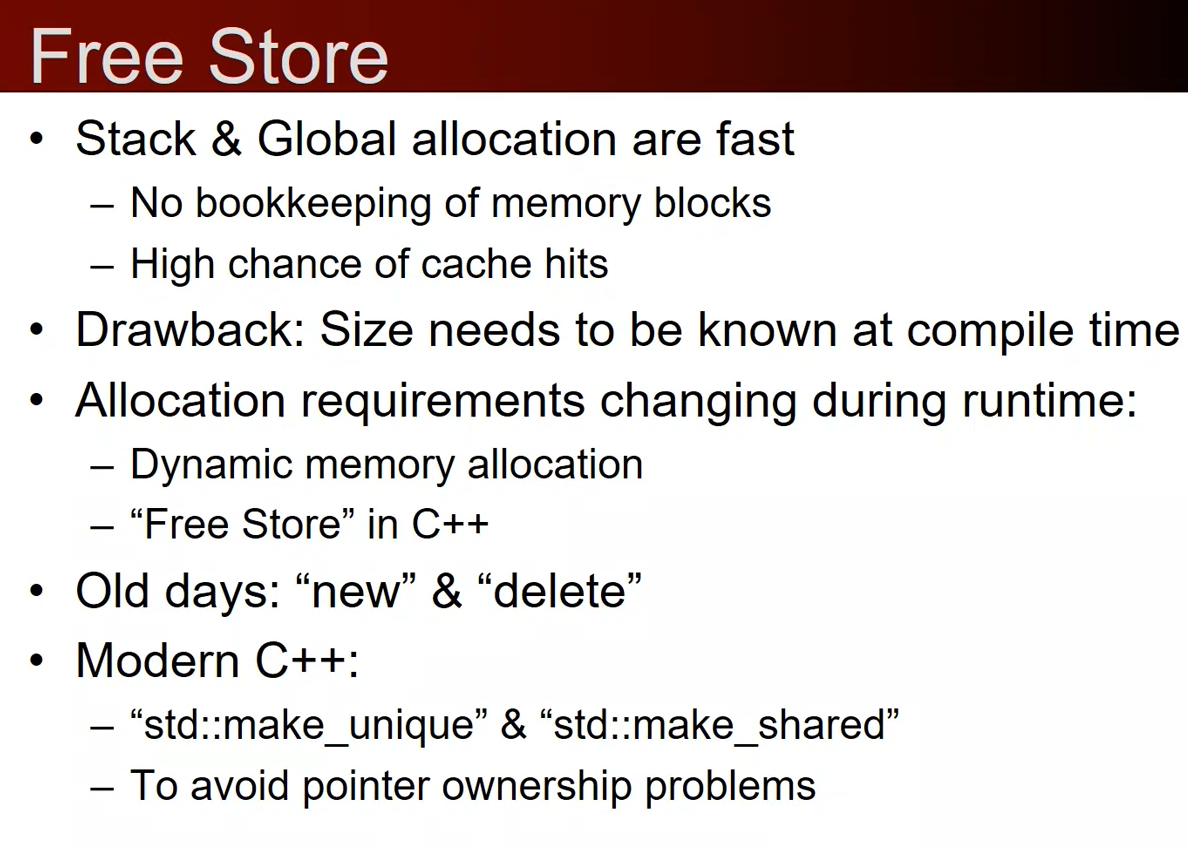 Free Store
• Stack & Global allocation are fast
– No bookkeeping of memory blocks
– High chance of cache hits
• Drawback: Size needs to be known at compile time
• Allocation requirements changing during runtime:
– Dynamic memory allocation
– “Free Store” in C++
• Old days: “new” & “delete”
• Modern C++:
– “std::make_unique” & “std::make_shared”
– To avoid pointer ownership problems